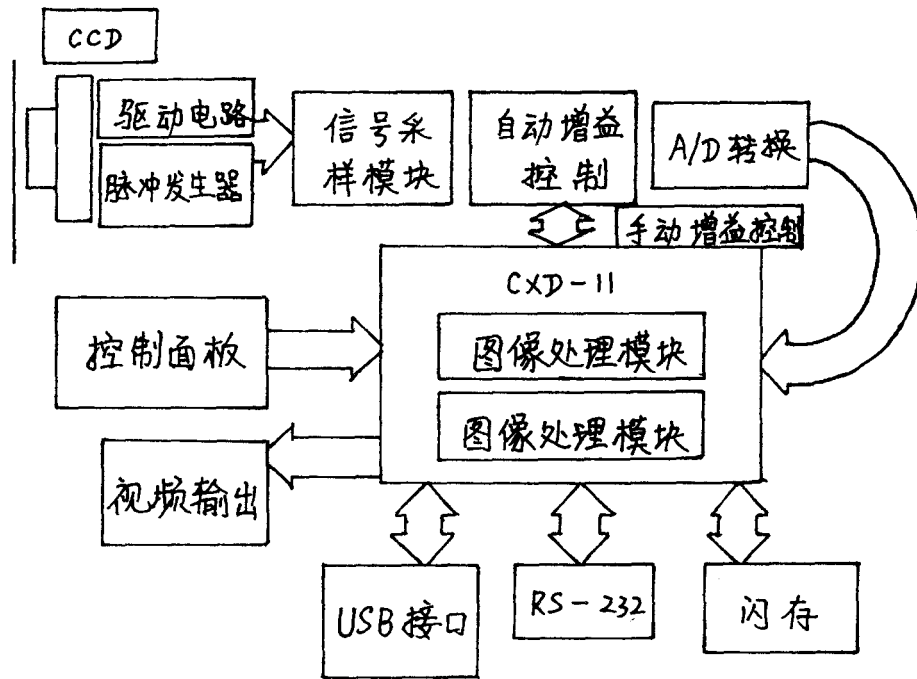 CCD
驱动电路
脉冲发生器
信号采
样模块
自动增益
控制
A/D 转换
手动增益控制
CXD-11
图像处理模块
图像处理模块
控制面板
视频输出
USB接口
RS-232
闪存